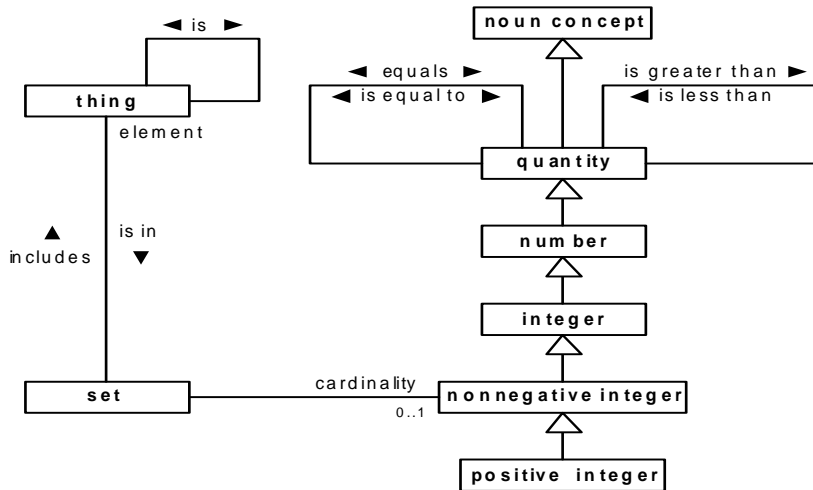 noun concept
◄ is ►
◄ equals ►
is greater than ►
◄ is equal to ►
◄ is less than
thing
element
quantity
▲
is in
includes
▼
number
integer
cardinality
set
nonnegative integer
0..1
positive integer